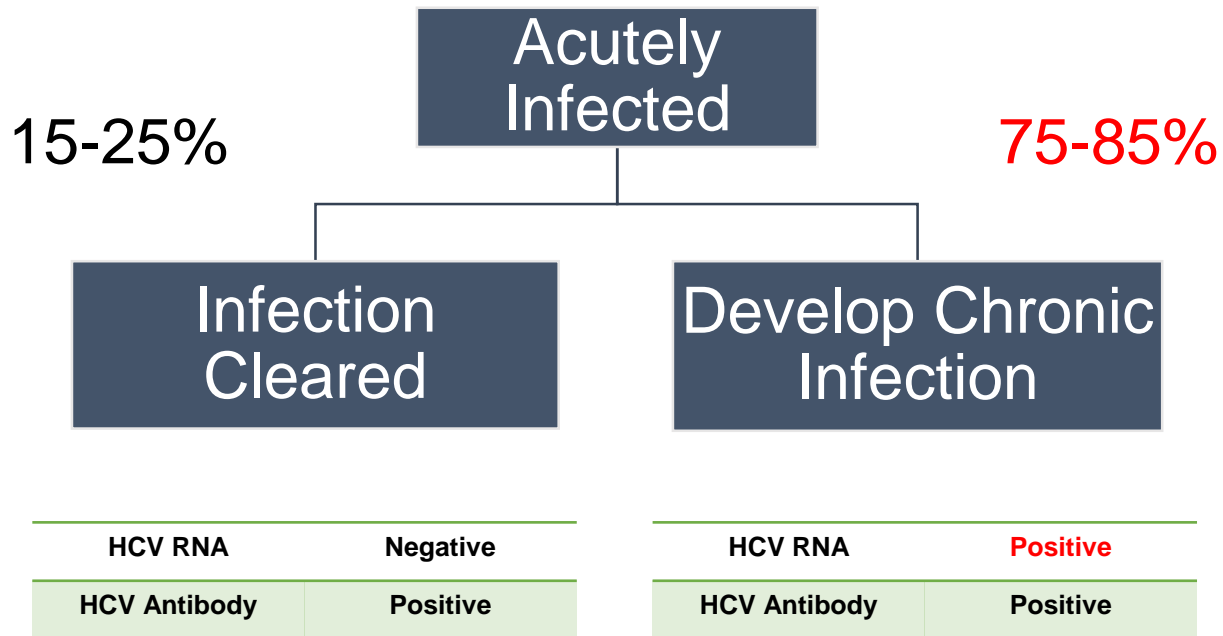 Acutely
Infected
15-25%
75-85%
Infection
Cleared
Develop Chronic
Infection
HCV RNA Negative
HCV Antibody Positive
HCV RNA Positive
HCV Antibody Positive